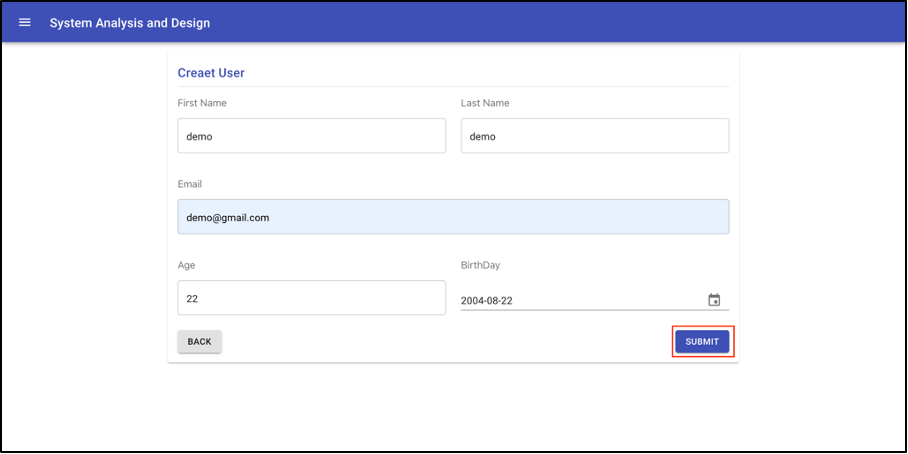 System Analysis and Design
Creaet User
First Name Last Name
demo demo
Email
demo@gmail.com
Age BirthDay
22 2004-08-22
BACK SUBMIT